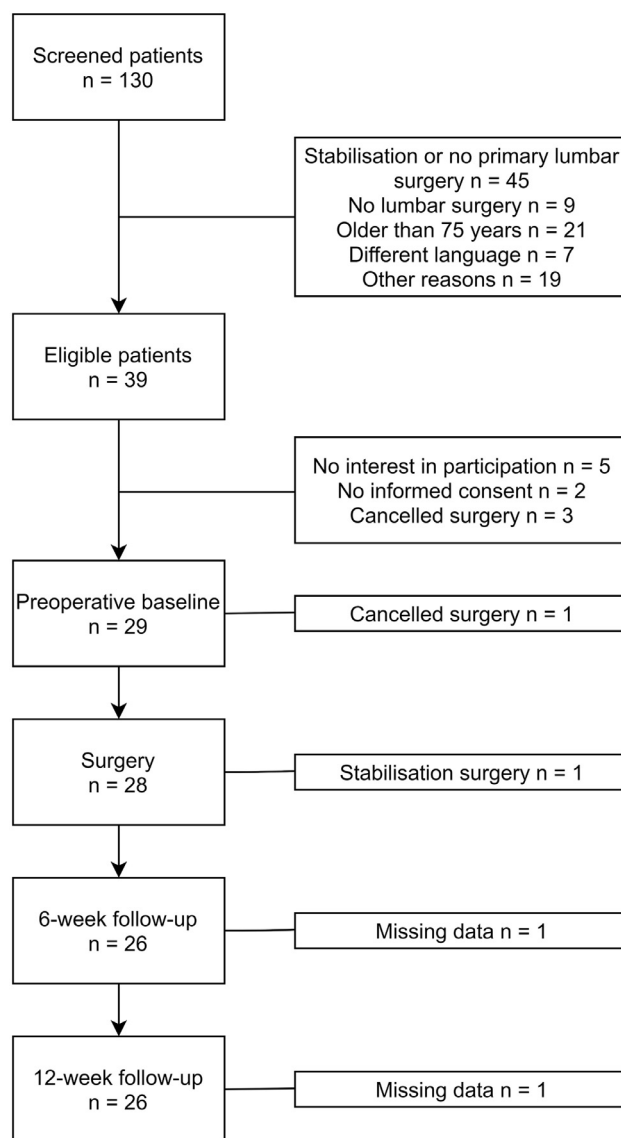 Screened patients
n = 130
Stabilisation or no primary lumbar
surgery n = 45
No lumbar surgery n = 9
Older than 75 years n = 21
Different language n = 7
Other reasons n = 19
Eligible patients
n = 39
No interest in participation n = 5
No informed consent n = 2
Cancelled surgery n = 3
Preoperative baseline
n = 29
Cancelled surgery n = 1
Surgery
n = 28
Stabilisation surgery n = 1
6-week follow-up
n = 26
Missing data n = 1
12-week follow-up
n = 26
Missing data n = 1